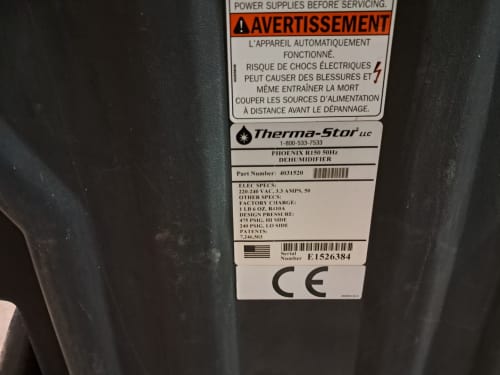 POWER SUPPLIES BEFORE SERVICING.
AVERTISSEMENT
L'APPAREIL AUTOMATIQUEMENT
FONCTIONNÉ.
RISQUE DE CHOCS ÉLECTRIQUES
PEUT CAUSER DES BLESSURES ET
MÊME ENTRAÎNER LA MORT
COUPER LES SOURCES D'ALIMENTATION
À DISTANCE AVANT LE DÉPANNAGE.
Therma-Stor LLC
1-800-533-7533
PHOENIX R150 50Hz
DEHUMIDIFIER
Part Number: 4031520
ELEC SPECS:
220-240 VAC, 3.3 AMPS, 50
OTHER SPECS:
FACTORY CHARGE:
1 LB 6 OZ, R410A
DESIGN PRESSURE:
475 PSIG, HI SIDE
240 PSIG, LO SIDE
PATENTS:
7,246,503
Serial
Number E1526384
CE